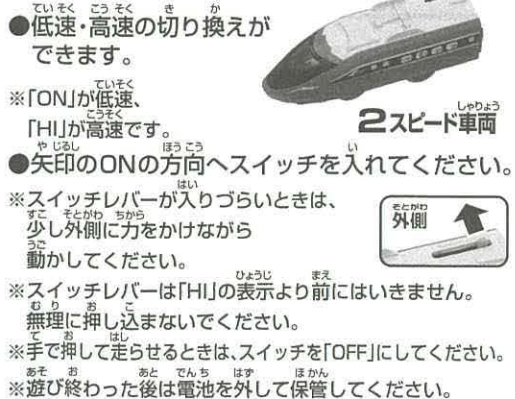 ●低速・高速の切り換えが
できます。
※「ON」が低速、
「HI」が高速です。
2スピード車両
●矢印のONの方向へスイッチを入れてください。
※スイッチレバーが入りづらいときは、
少し外側に力をかけながら
動かしてください。
外側
※スイッチレバーは「HI」の表示より前にはいきません。
無理に押し込まないでください。
※手で押して走らせるときは、スイッチを「OFF」にしてください。
※遊び終わった後は電池を外して保管してください。